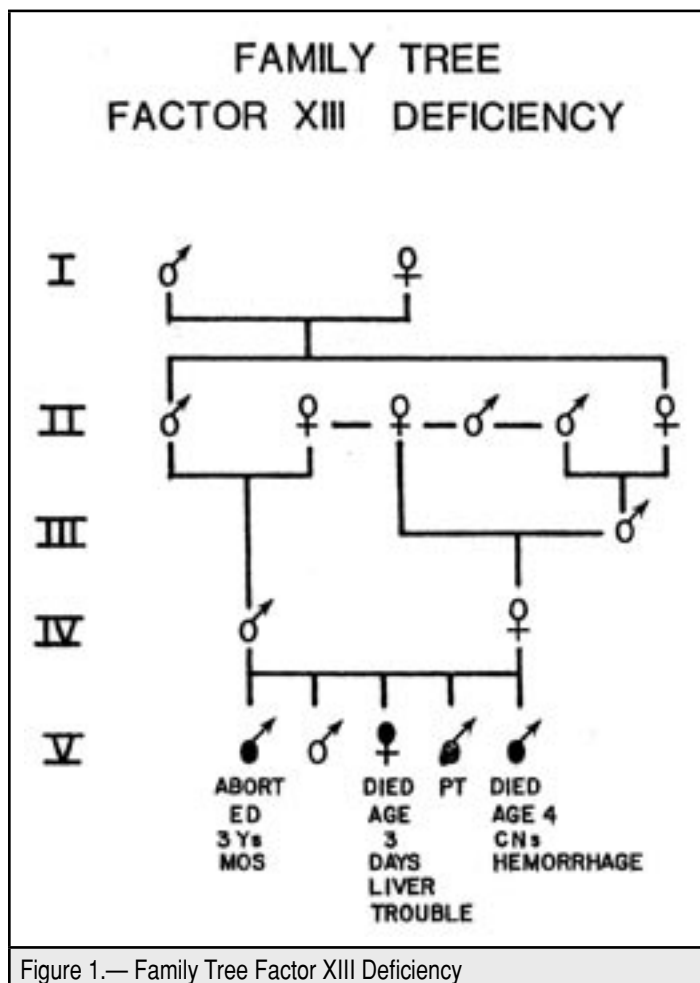 FAMILY TREE
FACTOR XIII DEFICIENCY
I
II
III
IV
V
ABORT
ED
3 Ys
MOS
DIED
AGE
3
DAYS
LIVER
TROUBLE
PT
DIED
AGE 4
CNs
HEMORRHAGE
Figure 1.— Family Tree Factor XIII Deficiency